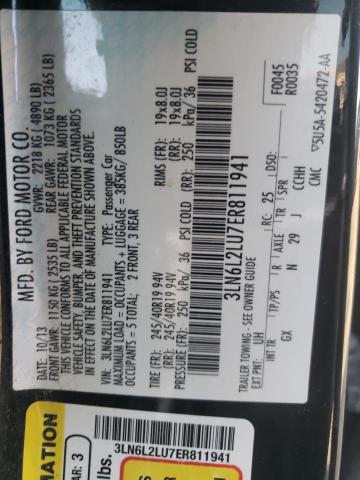 MFD. BY FORD MOTOR CO.
DATE: 10/13 GVWR: 2218 KG ( 4890 LB)
FRONT GAWR: 1150 KG ( 2535 LB) REAR GAWR: 1073 KG ( 2365 LB)
THIS VEHICLE CONFORMS TO ALL APPLICABLE FEDERAL MOTOR
VEHICLE SAFETY, BUMPER, AND THEFT PREVENTION STANDARDS
IN EFFECT ON THE DATE OF MANUFACTURE SHOWN ABOVE.
VIN: 3LN6L2LU7ER811941 TYPE: Passenger Car
MAXIMUM LOAD = OCCUPANTS + LUGGAGE = 385KG/ 850LB
OCCUPANTS = 5 TOTAL: 2 FRONT, 3 REAR
TIRE (FR): 245/40R19 94V RIMS (FR): 19x8.0J
(RR): 245/40R19 94V (RR): 19x8.0J
PRESSURE (FR): 250 kPa/ 36 PSI COLD
(RR): 250 kPa/ 36 PSI COLD
3LN6L2LU7ER811941
TRAILER TOWING - SEE OWNER GUIDE
F0045
R0035
EXT PNT: UH RC: 25 DSO:
INT TR TP/PS R AXLE TR SPR
GX N 29 J CCHH
CMC
▽5U5A-5420472-AA
MATION
AR: 3
lbs.
3LN6L2LU7ER811941